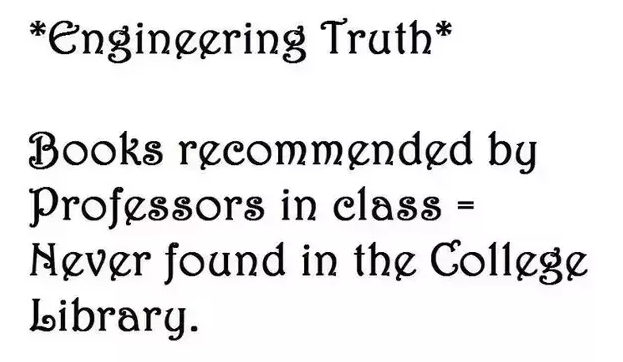 *Engineering Truth*
Books recommended by
Professors in class =
Never found in the College
Library.